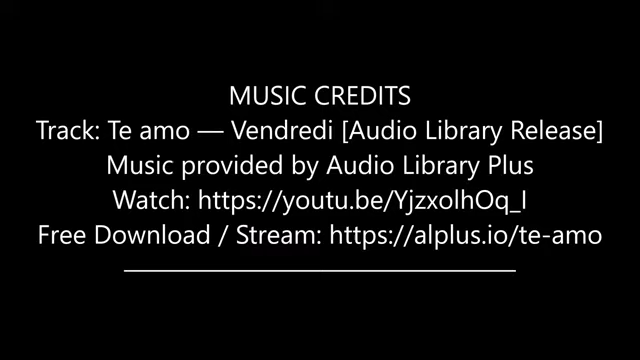 MUSIC CREDITS
Track: Te amo — Vendredi [Audio Library Release]
Music provided by Audio Library Plus
Watch: https://youtu.be/YjzxolhOq_I
Free Download / Stream: https://alplus.io/te-amo